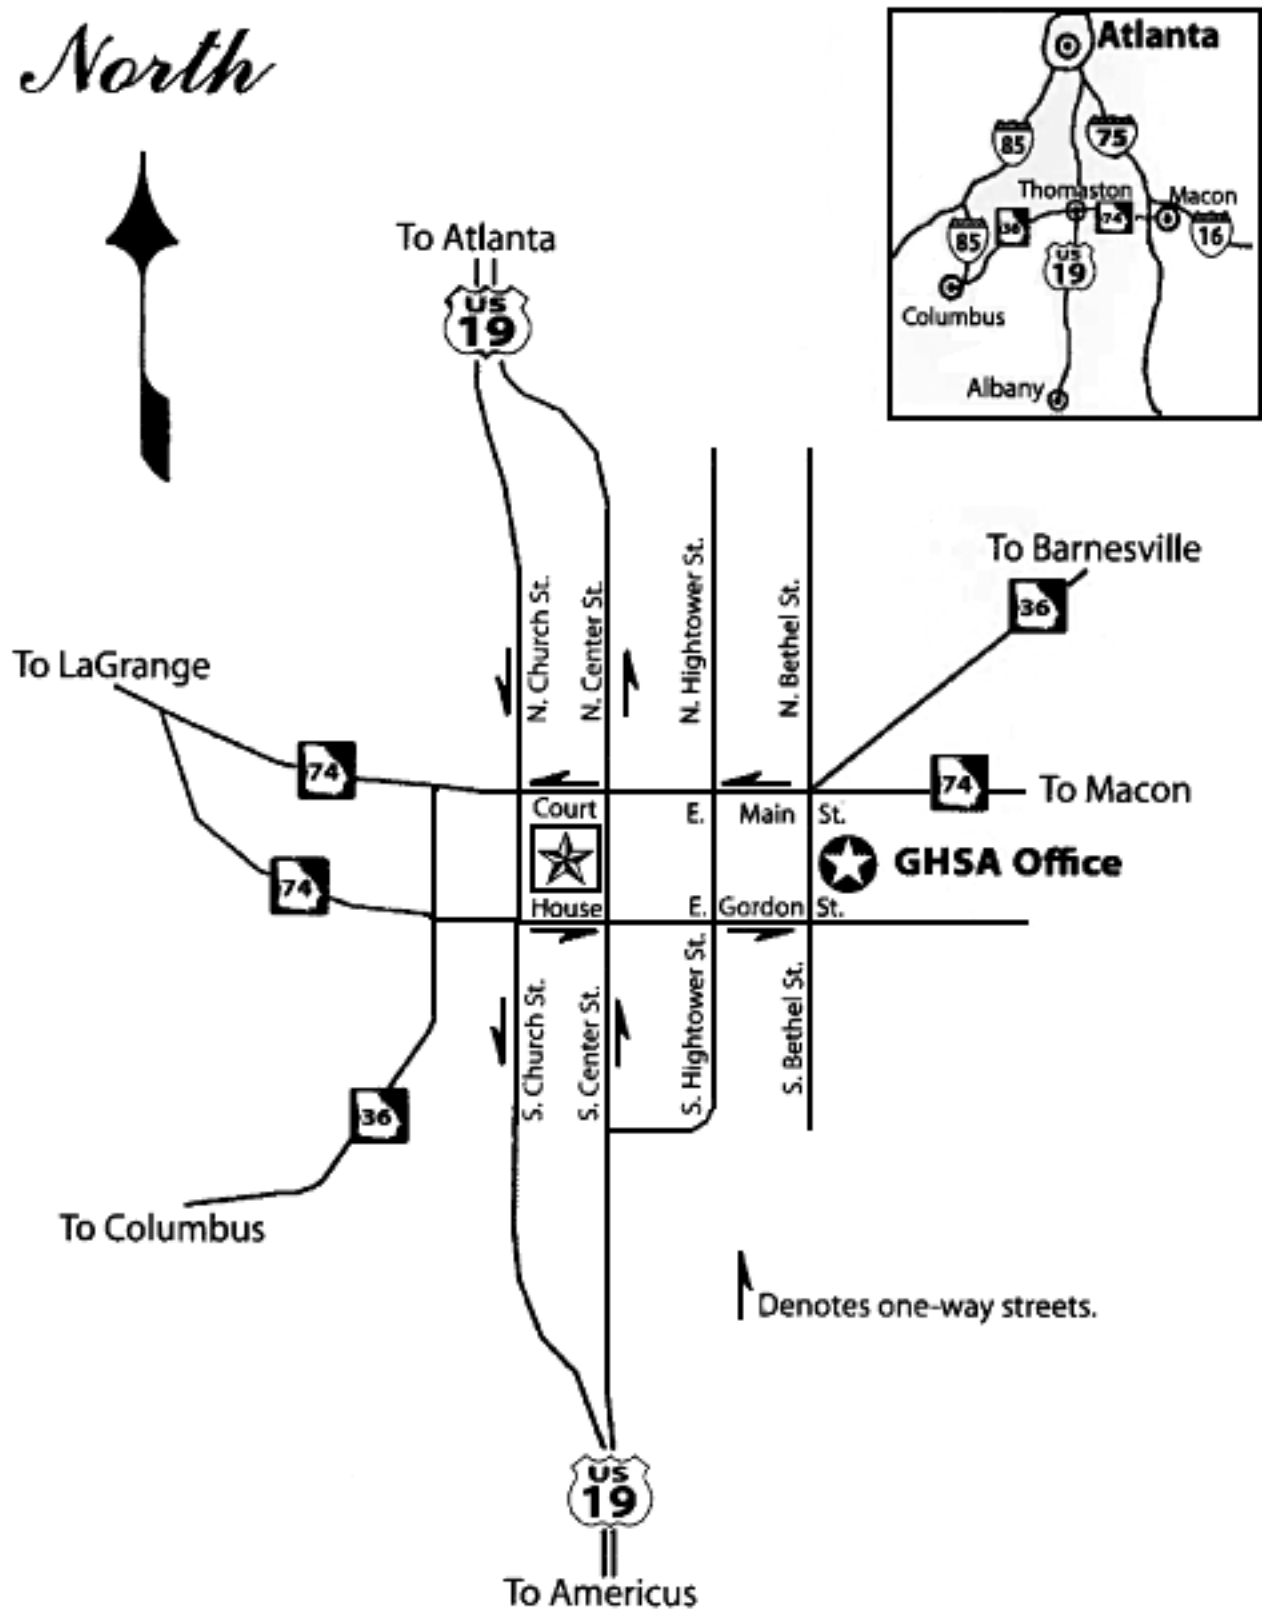 North
Atlanta
85
75
Thomaston
Macon
36
74
16
85
US
19
Columbus
Albany
To Atlanta
US
19
To Barnesville
36
N. Church St.
N. Center St.
N. Hightower St.
N. Bethel St.
To LaGrange
74
74
To Macon
Court
E. Main St.
GHSA Office
74
House
E. Gordon St.
S. Church St.
S. Center St.
S. Hightower St.
S. Bethel St.
36
To Columbus
Denotes one-way streets.
US
19
To Americus